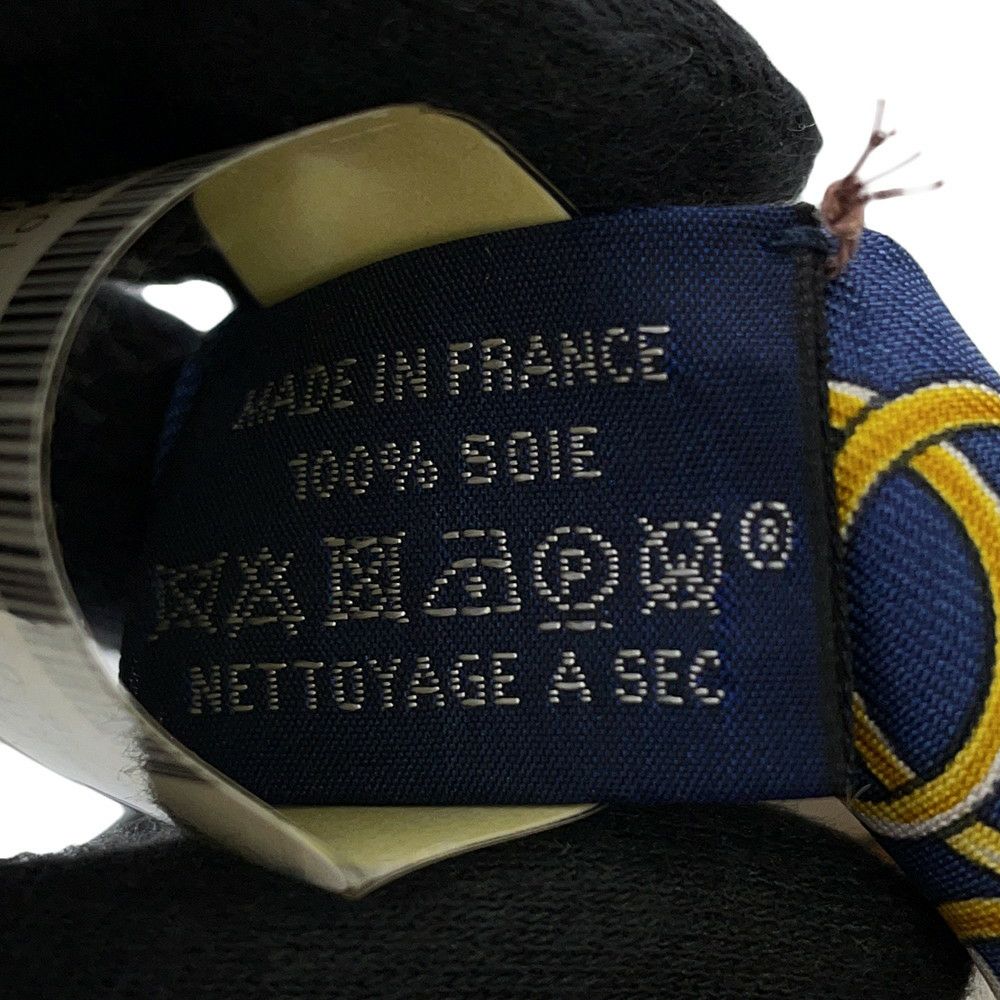 MADE IN FRANCE
100% SOIE
®
NETTOYAGE A SEC